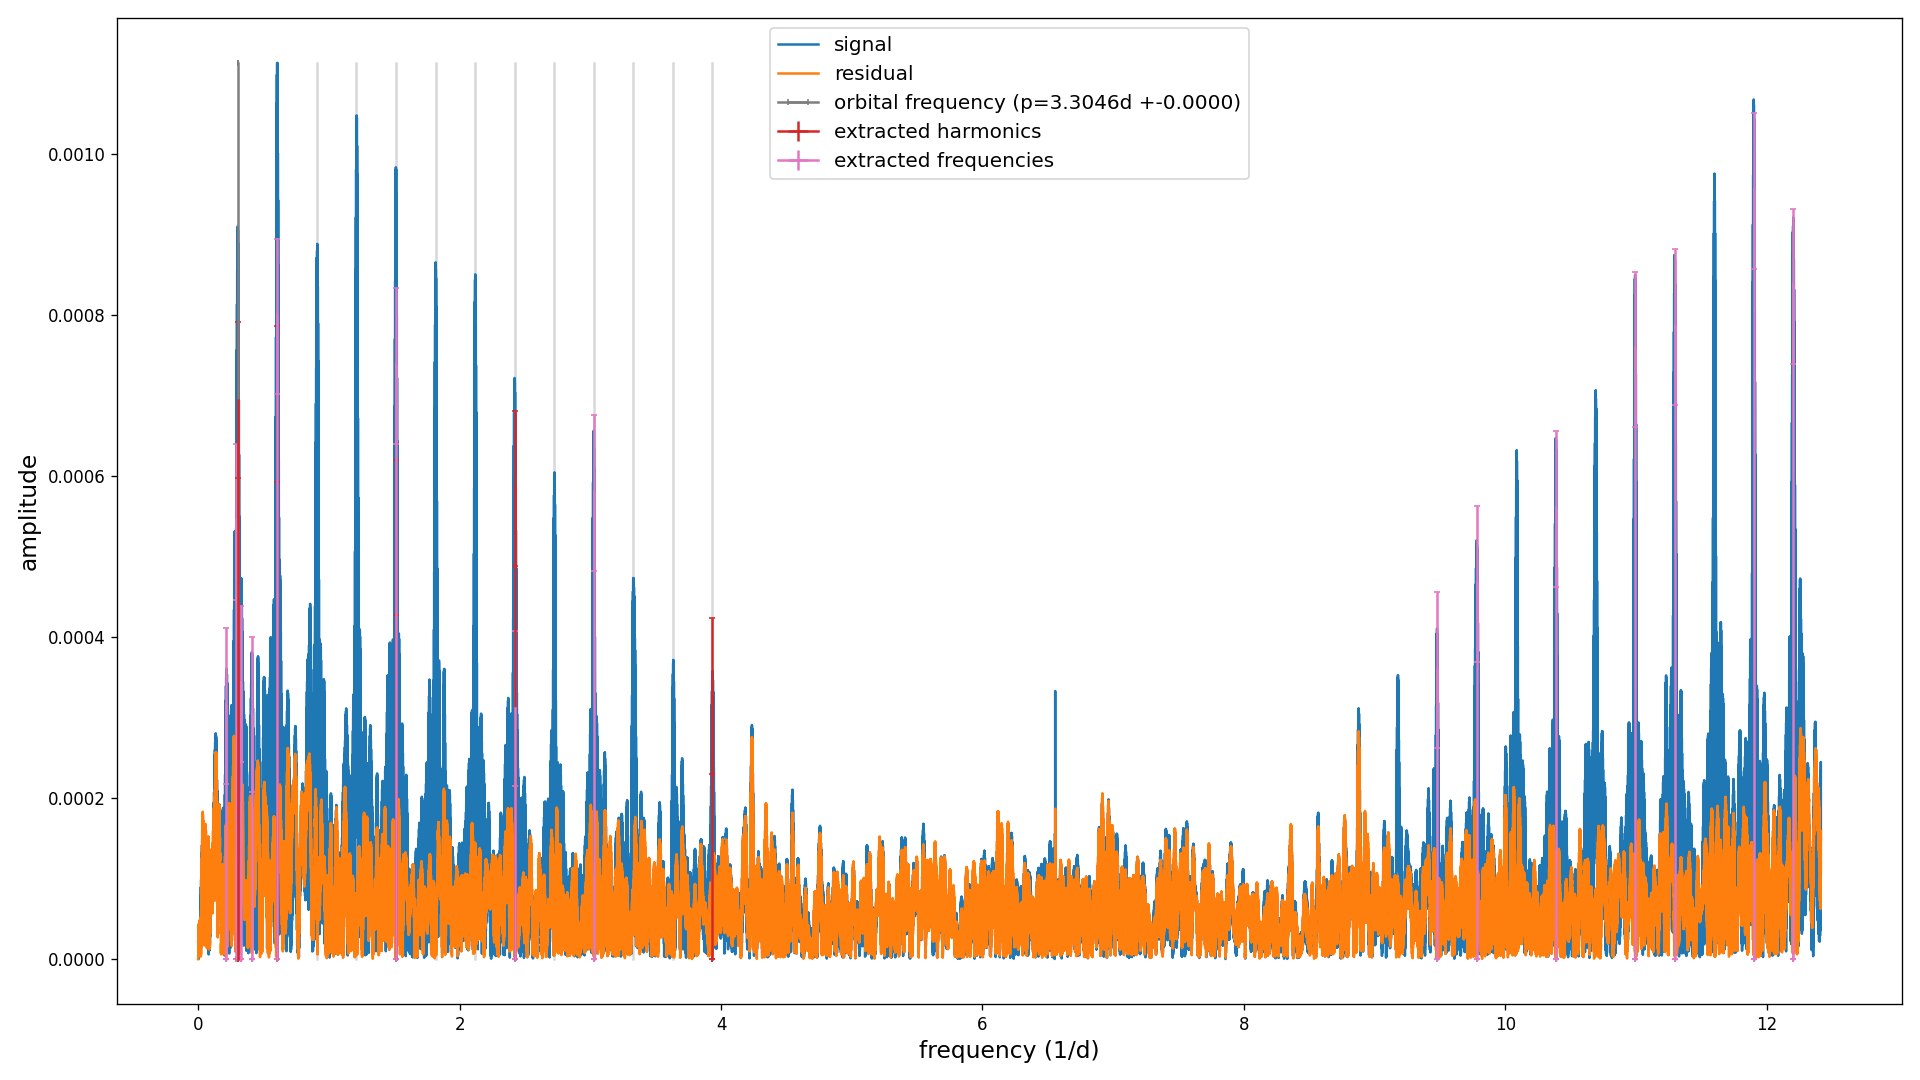 signal
residual
orbital frequency (p=3.3046d +-0.0000)
extracted harmonics
extracted frequencies
0.0010
0.0008
0.0006
0.0004
0.0002
0.0000
amplitude
0 2 4 6 8 10 12
frequency (1/d)